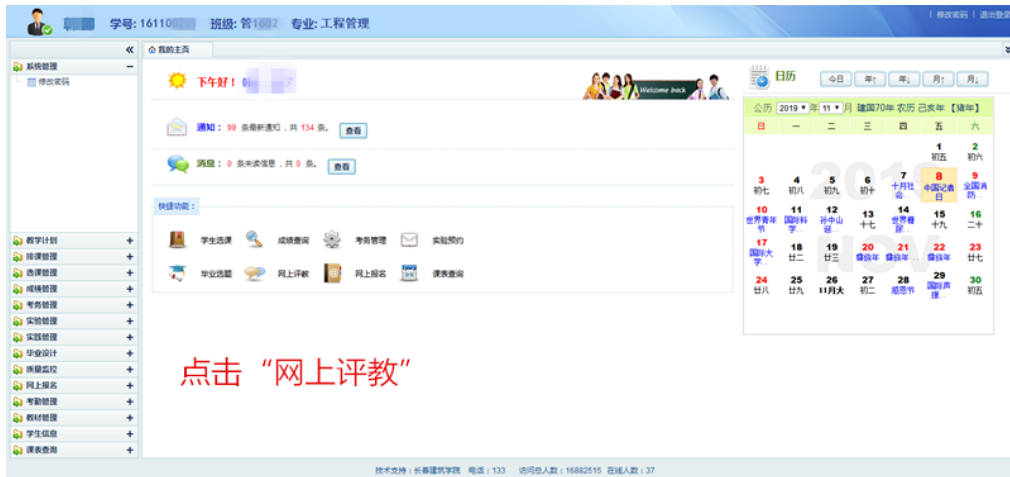 学号: 16110 班级: 管1602 专业: 工程管理
修改密码 | 退出登录
我的主页
系统管理
修改密码
教学计划
排课管理
选课管理
成绩管理
考务管理
实验管理
实践管理
毕业设计
质量监控
网上报名
考勤管理
教材管理
学生信息
课表查询
下午好！
Welcome back
通知： 99 条最新通知，共 134 条。 查看
消息： 0 条未读信息，共 0 条。 查看
快捷功能：
学生选课 成绩查询 考务管理 实验预约
毕业选题 网上评教 网上报名 课表查询
点击“网上评教”
日历 今日 年↑ 年↓ 月↑ 月↓
公历 2019 年 11 月 建国70年 农历 己亥年 【猪年】
日 一 二 三 四 五 六
2019
NOV
1 2
初五 初六
3 4 5 6 7 8 9
初七 初八 初九 初十 十月社会.. 中国记者日 全国消防..
10 11 12 13 14 15 16
世界青年节 国际科学.. 孙中山诞.. 十七 世界糖尿.. 十九 二十
17 18 19 20 21 22 23
国际大学.. 廿二 廿三 彝族年 彝族年 .. 彝族年 廿七
24 25 26 27 28 29 30
廿八 廿九 11月大 初二 感恩节 国际声援.. 初五
技术支持：长春建筑学院 电话：133 访问总人数：16882515 在线人数：37